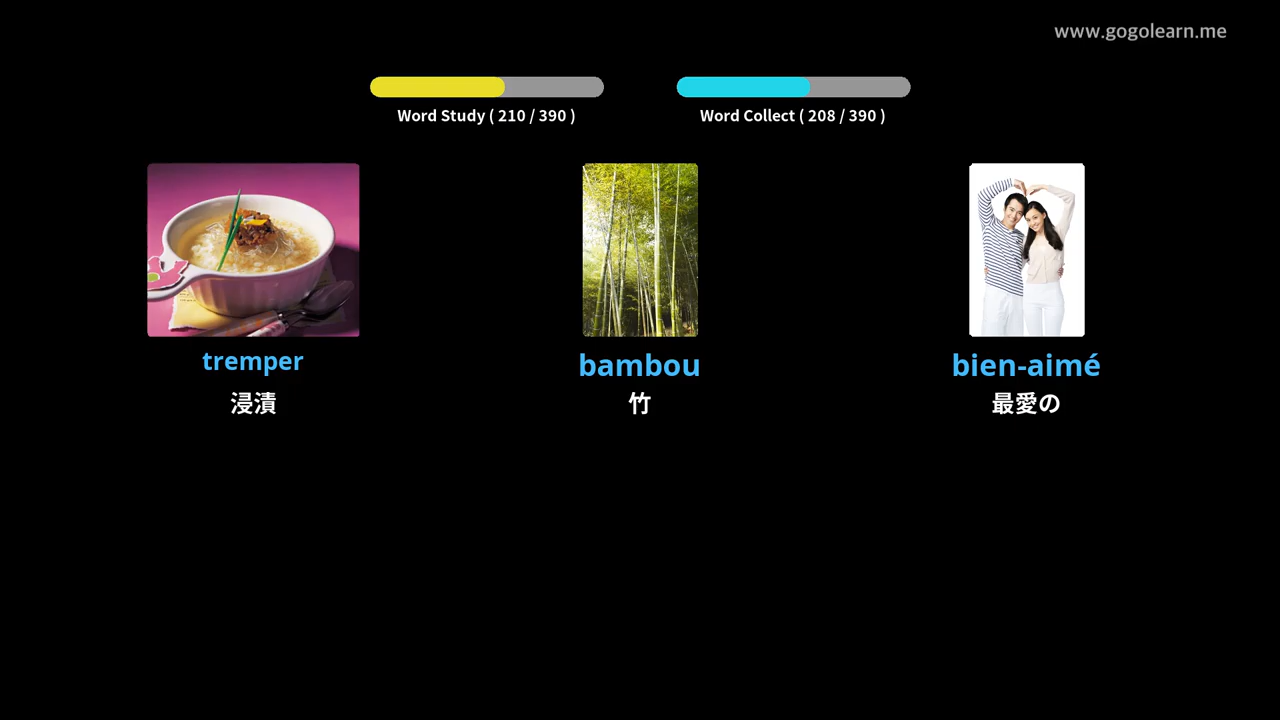 www.gogolearn.me
Word Study ( 210 / 390 )
Word Collect ( 208 / 390 )
tremper
bambou
bien-aimé
浸漬
竹
最愛の